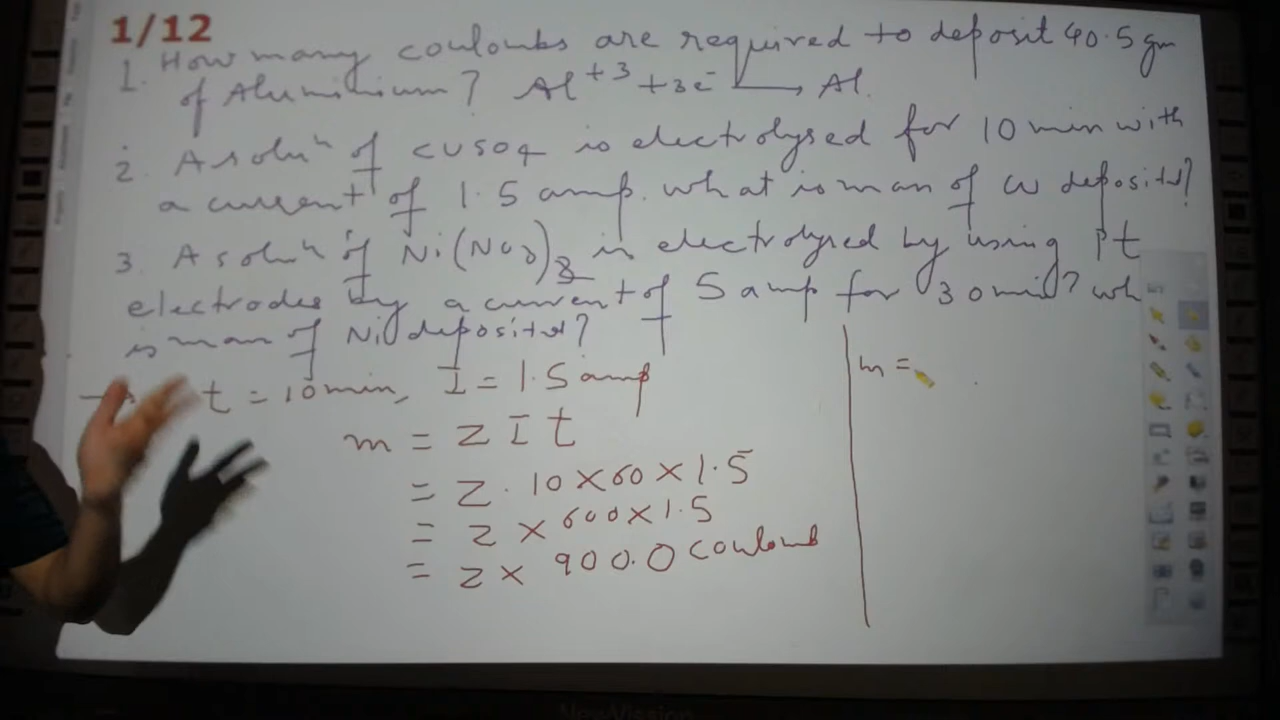 1/12
1. How many coulombs are required to deposit 40.5 gm
of Aluminium? Al+3 +3e- → Al.
2. A soluⁿ of CUSO4 is electrolysed for 10 min with
a current of 1.5 amp. what is mass of cu deposited?
3. A soluⁿ of Ni(NO3) is electrolysed by using pt
electrodes by a current of 5 amp for 30 min? wh
is mass of Ni deposited?
t = 10 min, I = 1.5 amp
m = Z I t
= Z. 10 × 60 × 1.5
= Z × 600 × 1.5
= Z × 900.0 coulomb
m =
NewMission